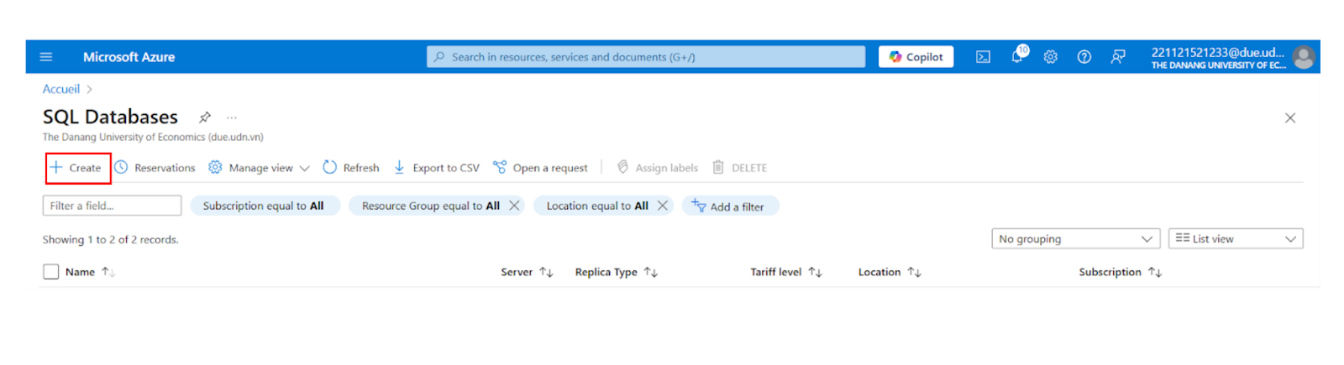 Microsoft Azure
Search in resources, services and documents (G+/)
Copilot
10
221121521233@due.ud...
THE DANANG UNIVERSITY OF EC...
Accueil >
SQL Databases ...
The Danang University of Economics (due.udn.vn)
+ Create Reservations Manage view Refresh Export to CSV Open a request Assign labels DELETE
Filter a field... Subscription equal to All Resource Group equal to All Location equal to All Add a filter
Showing 1 to 2 of 2 records. No grouping List view
Name ↑↓ Server ↑↓ Replica Type ↑↓ Tariff level ↑↓ Location ↑↓ Subscription ↑↓